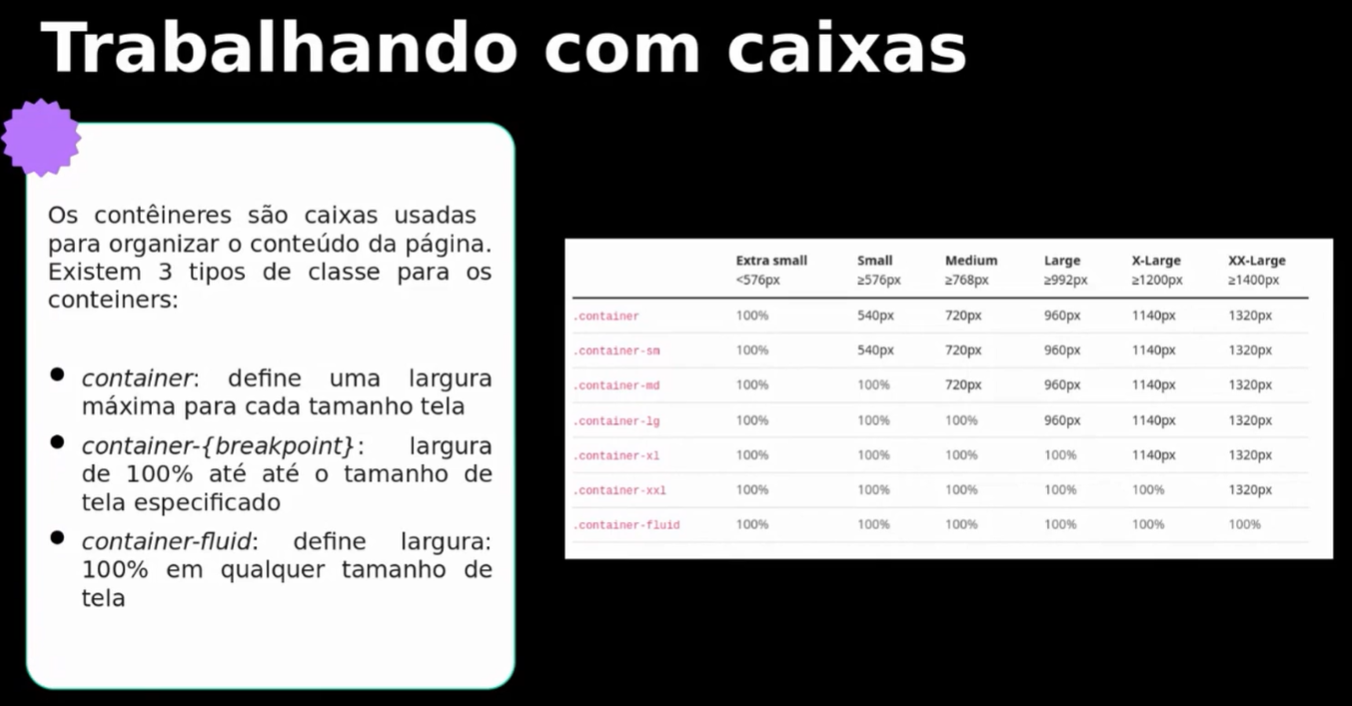 Trabalhando com caixas
Os contêineres são caixas usadas
para organizar o conteúdo da página.
Existem 3 tipos de classe para os
conteiners:
container: define uma largura
máxima para cada tamanho tela
container-{breakpoint}: largura
de 100% até até o tamanho de
tela especificado
container-fluid: define largura:
100% em qualquer tamanho de
tela
Extra small Small Medium Large X-Large XX-Large
<576px ≥576px ≥768px ≥992px ≥1200px ≥1400px
.container 100% 540px 720px 960px 1140px 1320px
.container-sm 100% 540px 720px 960px 1140px 1320px
.container-md 100% 100% 720px 960px 1140px 1320px
.container-lg 100% 100% 100% 960px 1140px 1320px
.container-xl 100% 100% 100% 100% 1140px 1320px
.container-xxl 100% 100% 100% 100% 100% 1320px
.container-fluid 100% 100% 100% 100% 100% 100%